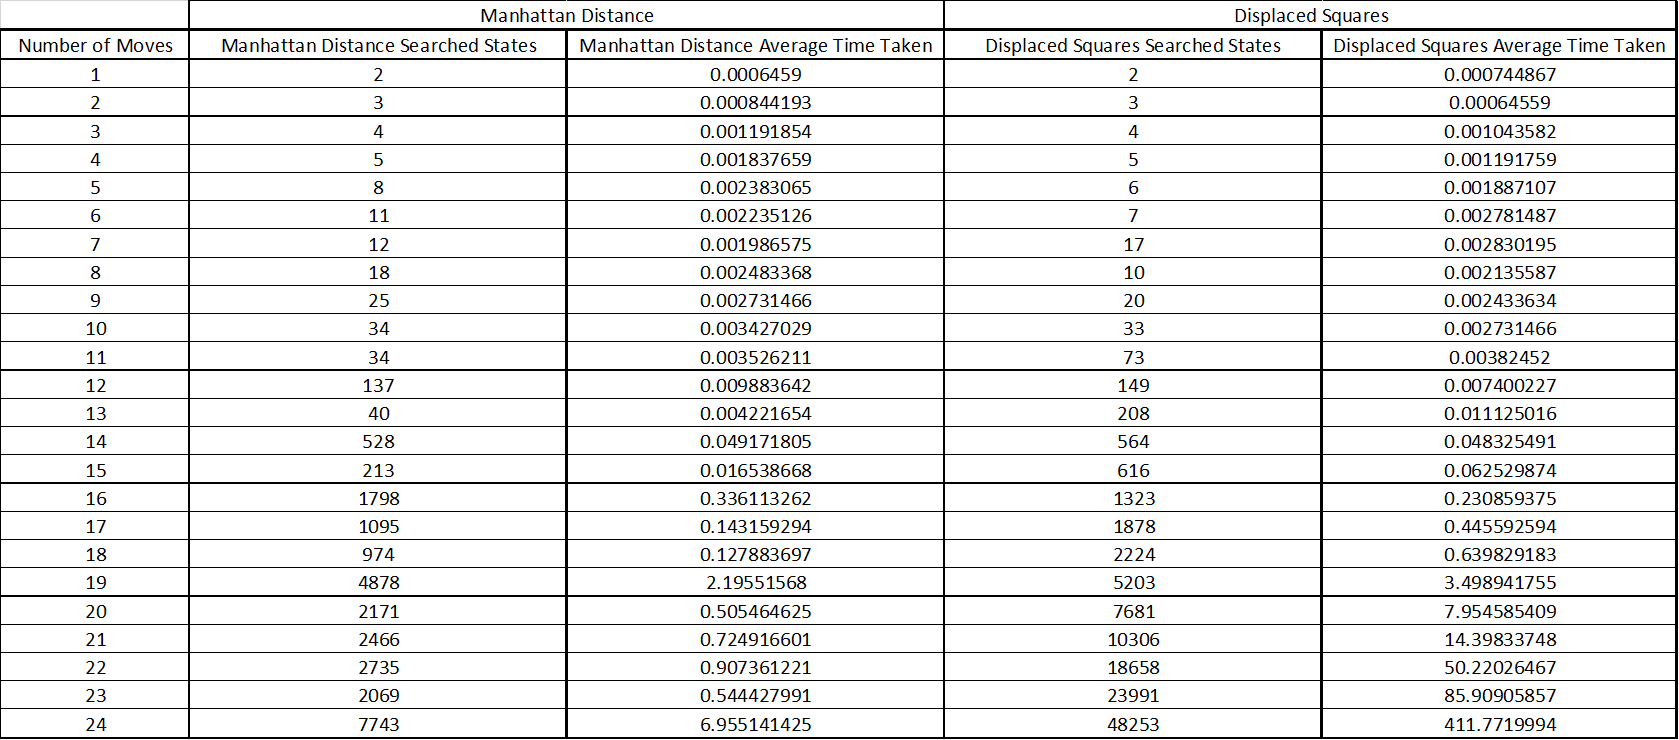 Manhattan Distance Displaced Squares
Number of Moves Manhattan Distance Searched States Manhattan Distance Average Time Taken Displaced Squares Searched States Displaced Squares Average Time Taken
1 2 0.0006459 2 0.000744867
2 3 0.000844193 3 0.00064559
3 4 0.001191854 4 0.001043582
4 5 0.001837659 5 0.001191759
5 8 0.002383065 6 0.001887107
6 11 0.002235126 7 0.002781487
7 12 0.001986575 17 0.002830195
8 18 0.002483368 10 0.002135587
9 25 0.002731466 20 0.002433634
10 34 0.003427029 33 0.002731466
11 34 0.003526211 73 0.00382452
12 137 0.009883642 149 0.007400227
13 40 0.004221654 208 0.011125016
14 528 0.049171805 564 0.048325491
15 213 0.016538668 616 0.062529874
16 1798 0.336113262 1323 0.230859375
17 1095 0.143159294 1878 0.445592594
18 974 0.127883697 2224 0.639829183
19 4878 2.19551568 5203 3.498941755
20 2171 0.505464625 7681 7.954585409
21 2466 0.724916601 10306 14.39833748
22 2735 0.907361221 18658 50.22026467
23 2069 0.544427991 23991 85.90905857
24 7743 6.955141425 48253 411.7719994